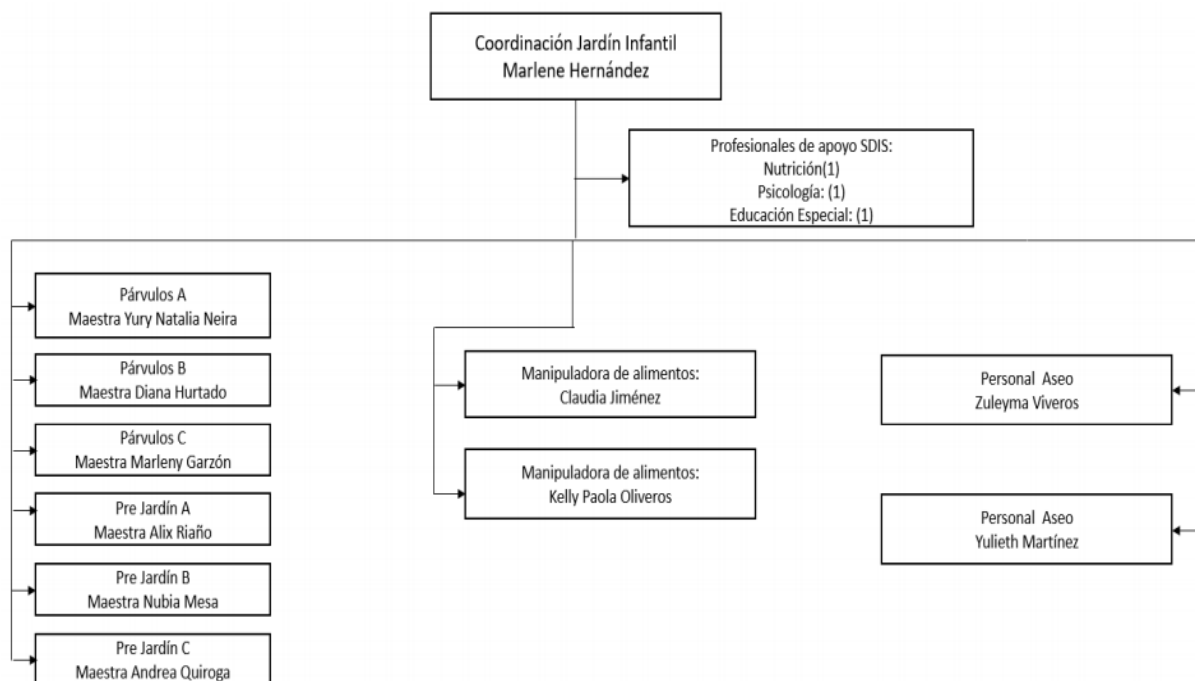 Coordinación Jardín Infantil
Marlene Hernández
Profesionales de apoyo SDIS:
Nutrición(1)
Psicología: (1)
Educación Especial: (1)
Párvulos A
Maestra Yury Natalia Neira
Párvulos B
Maestra Diana Hurtado
Párvulos C
Maestra Marleny Garzón
Pre Jardín A
Maestra Alix Riaño
Pre Jardín B
Maestra Nubia Mesa
Pre Jardín C
Maestra Andrea Quiroga
Manipuladora de alimentos:
Claudia Jiménez
Manipuladora de alimentos:
Kelly Paola Oliveros
Personal Aseo
Zuleyma Viveros
Personal Aseo
Yulieth Martínez